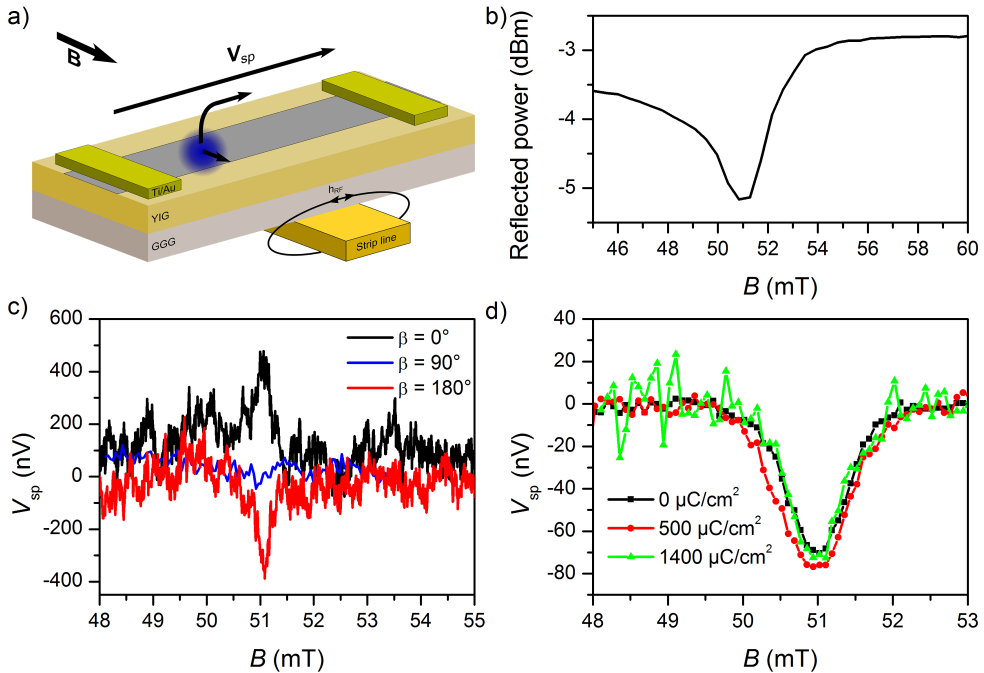 a)
B
V_sp
Ti/Au
YIG
GGG
h_RF
Strip line
b)
Reflected power (dBm)
-3
-4
-5
46 48 50 52 54 56 58 60
B (mT)
c)
V_sp (nV)
600
400
200
0
-200
-400
β = 0°
β = 90°
β = 180°
48 49 50 51 52 53 54 55
B (mT)
d)
V_sp (nV)
40
20
0
-20
-40
-60
-80
0 μC/cm²
500 μC/cm²
1400 μC/cm²
48 49 50 51 52 53
B (mT)